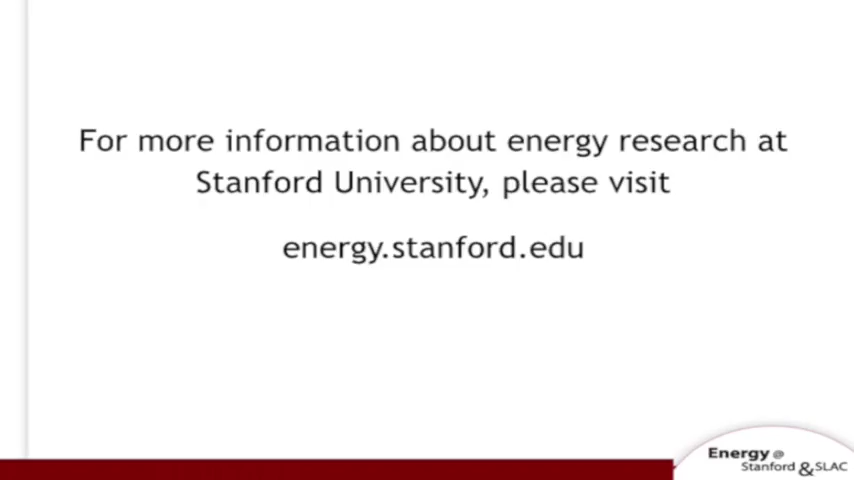 For more information about energy research at
Stanford University, please visit
energy.stanford.edu
Energy @
Stanford & SLAC